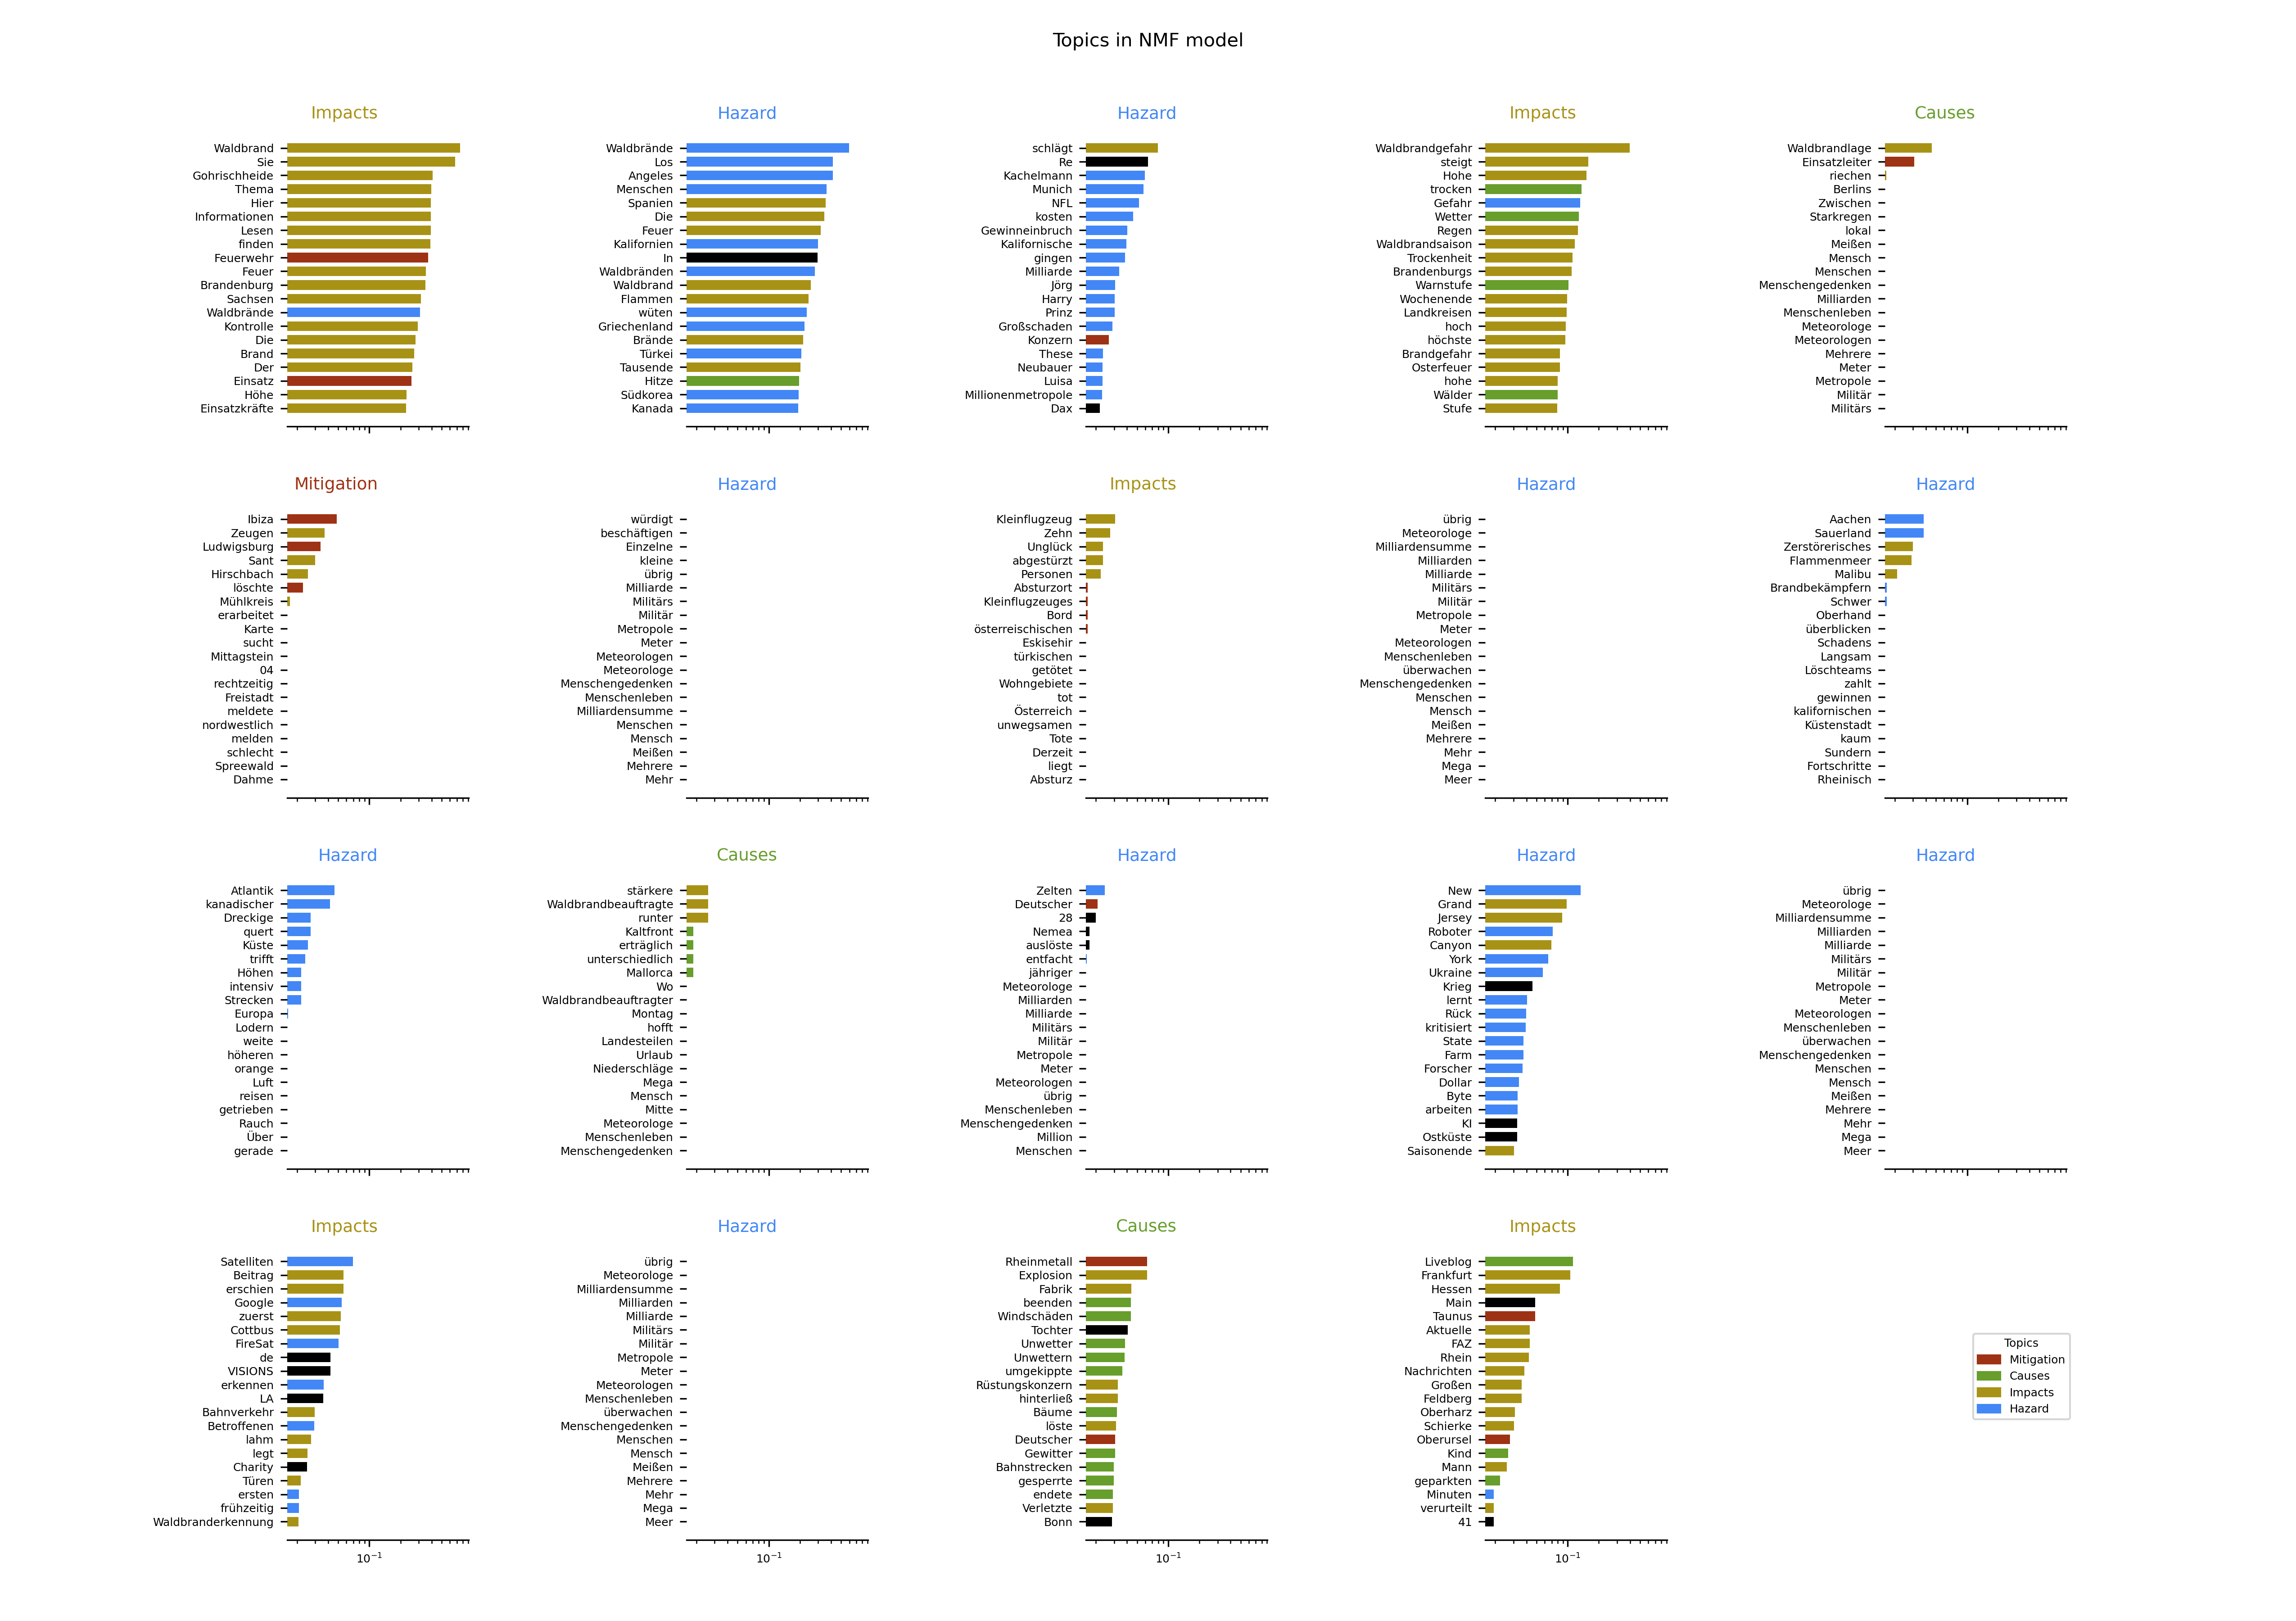 Topics in NMF model
Impacts
Waldbrand
Sie
Gohrischheide
Thema
Hier
Informationen
Lesen
finden
Feuerwehr
Feuer
Brandenburg
Sachsen
Waldbrände
Kontrolle
Die
Brand
Der
Einsatz
Höhe
Einsatzkräfte
Hazard
Waldbrände
Los
Angeles
Menschen
Spanien
Die
Feuer
Kalifornien
In
Waldbränden
Waldbrand
Flammen
wüten
Griechenland
Brände
Türkei
Tausende
Hitze
Südkorea
Kanada
Hazard
schlägt
Re
Kachelmann
Munich
NFL
kosten
Gewinneinbruch
Kalifornische
gingen
Milliarde
Jörg
Harry
Prinz
Großschaden
Konzern
These
Neubauer
Luisa
Millionenmetropole
Dax
Impacts
Waldbrandgefahr
steigt
Hohe
trocken
Gefahr
Wetter
Regen
Waldbrandsaison
Trockenheit
Brandenburgs
Warnstufe
Wochenende
Landkreisen
hoch
höchste
Brandgefahr
Osterfeuer
hohe
Wälder
Stufe
Causes
Waldbrandlage
Einsatzleiter
riechen
Berlins
Zwischen
Starkregen
lokal
Meißen
Mensch
Menschen
Menschengedenken
Milliarden
Menschenleben
Meteorologe
Meteorologen
Mehrere
Meter
Metropole
Militär
Militärs
Mitigation
Ibiza
Zeugen
Ludwigsburg
Sant
Hirschbach
löschte
Mühlkreis
erarbeitet
Karte
sucht
Mittagstein
04
rechtzeitig
Freistadt
meldete
nordwestlich
melden
schlecht
Spreewald
Dahme
Hazard
würdigt
beschäftigen
Einzelne
kleine
übrig
Milliarde
Militärs
Militär
Metropole
Meter
Meteorologen
Meteorologe
Menschengedenken
Menschenleben
Milliardensumme
Menschen
Mensch
Meißen
Mehrere
Mehr
Impacts
Kleinflugzeug
Zehn
Unglück
abgestürzt
Personen
Absturzort
Kleinflugzeuges
Bord
österreischischen
Eskisehir
türkischen
getötet
Wohngebiete
tot
Österreich
unwegsamen
Tote
Derzeit
liegt
Absturz
Hazard
übrig
Meteorologe
Milliardensumme
Milliarden
Milliarde
Militärs
Militär
Metropole
Meter
Meteorologen
Menschenleben
überwachen
Menschengedenken
Menschen
Mensch
Meißen
Mehrere
Mehr
Mega
Meer
Hazard
Aachen
Sauerland
Zerstörerisches
Flammenmeer
Malibu
Brandbekämpfern
Schwer
Oberhand
überblicken
Schadens
Langsam
Löschteams
zahlt
gewinnen
kalifornischen
Küstenstadt
kaum
Sundern
Fortschritte
Rheinisch
Hazard
Atlantik
kanadischer
Dreckige
quert
Küste
trifft
Höhen
intensiv
Strecken
Europa
Lodern
weite
höheren
orange
Luft
reisen
getrieben
Rauch
Über
gerade
Causes
stärkere
Waldbrandbeauftragte
runter
Kaltfront
erträglich
unterschiedlich
Mallorca
Wo
Waldbrandbeauftragter
Montag
hofft
Landesteilen
Urlaub
Niederschläge
Mega
Mensch
Mitte
Meteorologe
Menschenleben
Menschengedenken
Hazard
Zelten
Deutscher
28
Nemea
auslöste
entfacht
jähriger
Meteorologe
Milliarden
Milliarde
Militärs
Militär
Metropole
Meter
Meteorologen
übrig
Menschenleben
Menschengedenken
Million
Menschen
Hazard
New
Grand
Jersey
Roboter
Canyon
York
Ukraine
Krieg
lernt
Rück
kritisiert
State
Farm
Forscher
Dollar
Byte
arbeiten
KI
Ostküste
Saisonende
Hazard
übrig
Meteorologe
Milliardensumme
Milliarden
Milliarde
Militärs
Militär
Metropole
Meter
Meteorologen
Menschenleben
überwachen
Menschengedenken
Menschen
Mensch
Meißen
Mehrere
Mehr
Mega
Meer
Impacts
Satelliten
Beitrag
erschien
Google
zuerst
Cottbus
FireSat
de
VISIONS
erkennen
LA
Bahnverkehr
Betroffenen
lahm
legt
Charity
Türen
ersten
frühzeitig
Waldbranderkennung
10⁻¹
Hazard
übrig
Meteorologe
Milliardensumme
Milliarden
Milliarde
Militärs
Militär
Metropole
Meter
Meteorologen
Menschenleben
überwachen
Menschengedenken
Menschen
Mensch
Meißen
Mehrere
Mehr
Mega
Meer
10⁻¹
Causes
Rheinmetall
Explosion
Fabrik
beenden
Windschäden
Tochter
Unwetter
Unwettern
umgekippte
Rüstungskonzern
hinterließ
Bäume
löste
Deutscher
Gewitter
Bahnstrecken
gesperrte
endete
Verletzte
Bonn
10⁻¹
Impacts
Liveblog
Frankfurt
Hessen
Main
Taunus
Aktuelle
FAZ
Rhein
Nachrichten
Großen
Feldberg
Oberharz
Schierke
Oberursel
Kind
Mann
geparkten
Minuten
verurteilt
41
10⁻¹
Topics
Mitigation
Causes
Impacts
Hazard